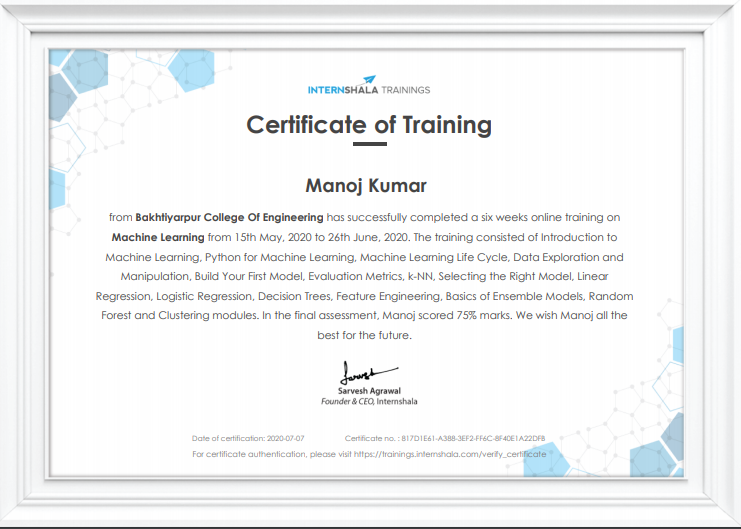 INTERNSHALA TRAININGS
Certificate of Training
Manoj Kumar
from Bakhtiyarpur College Of Engineering has successfully completed a six weeks online training on
Machine Learning from 15th May, 2020 to 26th June, 2020. The training consisted of Introduction to
Machine Learning, Python for Machine Learning, Machine Learning Life Cycle, Data Exploration and
Manipulation, Build Your First Model, Evaluation Metrics, k-NN, Selecting the Right Model, Linear
Regression, Logistic Regression, Decision Trees, Feature Engineering, Basics of Ensemble Models, Random
Forest and Clustering modules. In the final assessment, Manoj scored 75% marks. We wish Manoj all the
best for the future.
Sarvesh
Sarvesh Agrawal
Founder & CEO, Internshala
Date of certification: 2020-07-07 Certificate no. : 817D1E61-A388-3EF2-FF6C-8F40E1A22DFB
For certificate authentication, please visit https://trainings.internshala.com/verify_certificate